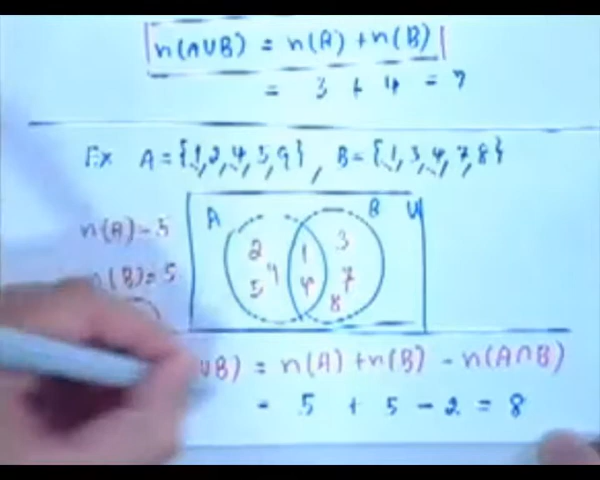 n(A∪B) = n(A) + n(B)
= 3 + 4 = 7
Ex A = {1,2,4,5,9}, B = {1,3,4,7,8}
A B U
n(A) = 5
n(B) = 5
2 9 5
1 4
3 7 8
∪B) = n(A) + n(B) - n(A∩B)
= 5 + 5 - 2 = 8